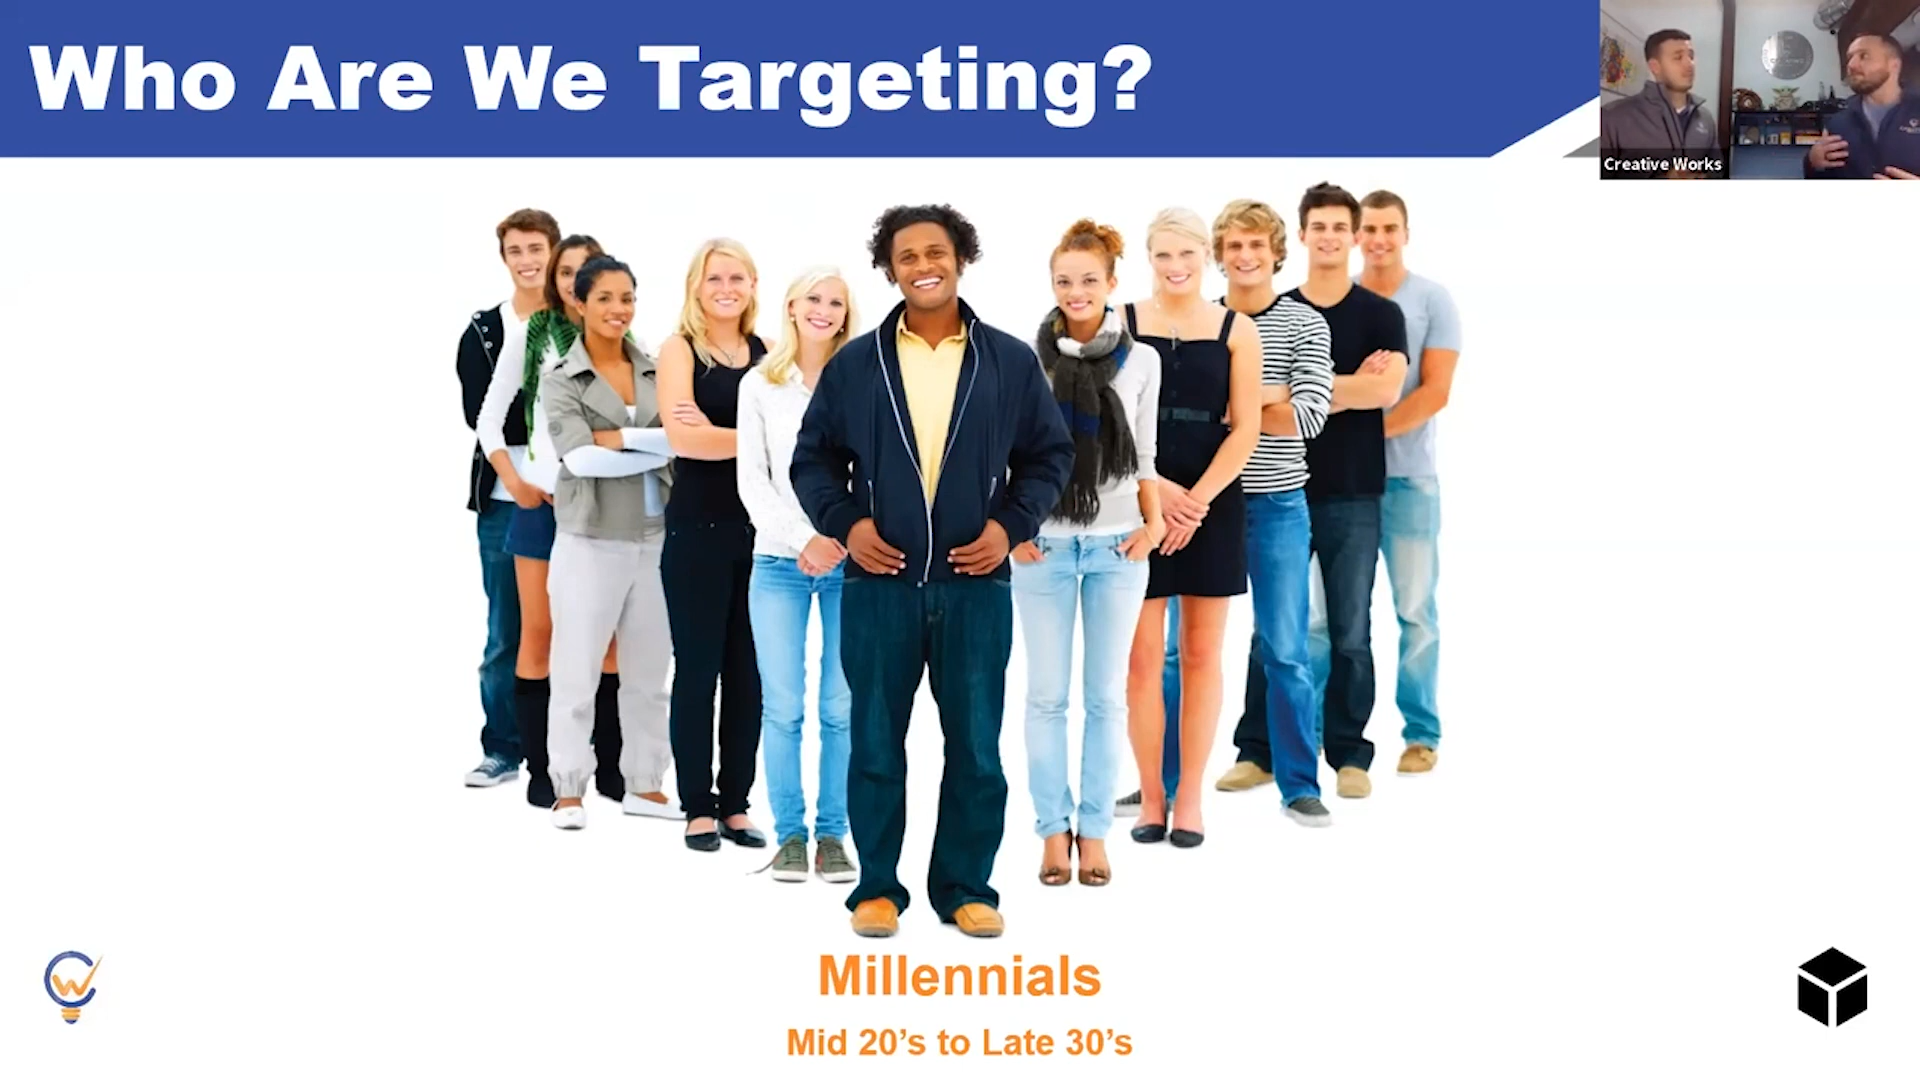 Who Are We Targeting?
Creative Works
Millennials
Mid 20’s to Late 30’s